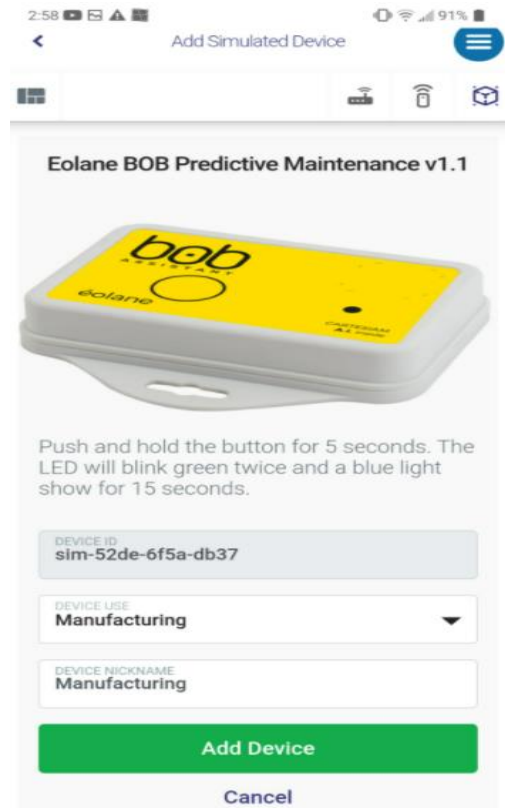 2:58 91%
Add Simulated Device
Eolane BOB Predictive Maintenance v1.1
bob
ASSISTANT
éolane
CARTESIAM
A.I. inside
Push and hold the button for 5 seconds. The
LED will blink green twice and a blue light
show for 15 seconds.
DEVICE ID
sim-52de-6f5a-db37
DEVICE USE
Manufacturing
DEVICE NICKNAME
Manufacturing
Add Device
Cancel